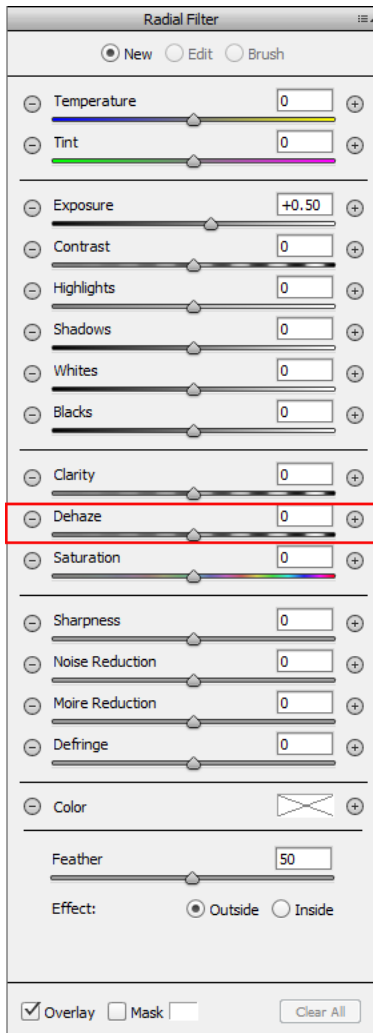 Radial Filter
New Edit Brush
Temperature 0
Tint 0
Exposure +0.50
Contrast 0
Highlights 0
Shadows 0
Whites 0
Blacks 0
Clarity 0
Dehaze 0
Saturation 0
Sharpness 0
Noise Reduction 0
Moire Reduction 0
Defringe 0
Color
Feather 50
Effect: Outside Inside
Overlay Mask Clear All